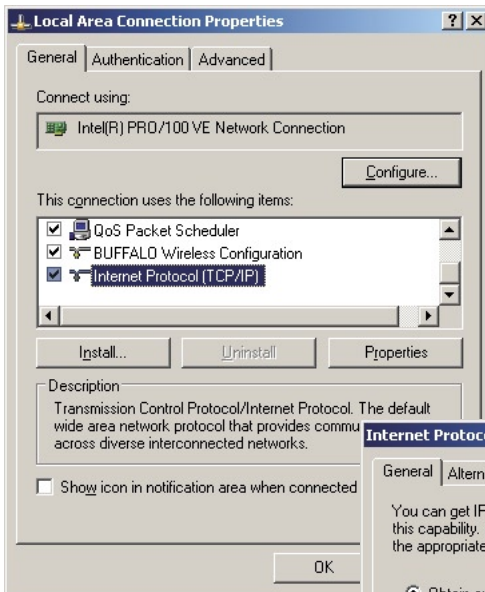 Local Area Connection Properties
General Authentication Advanced
Connect using:
Intel(R) PRO/100 VE Network Connection
Configure...
This connection uses the following items:
QoS Packet Scheduler
BUFFALO Wireless Configuration
Internet Protocol (TCP/IP)
Install... Uninstall Properties
Description
Transmission Control Protocol/Internet Protocol. The default
wide area network protocol that provides commu
across diverse interconnected networks.
Show icon in notification area when connected
OK
Internet Protoc
General Altern
You can get IF
this capability.
the appropriate